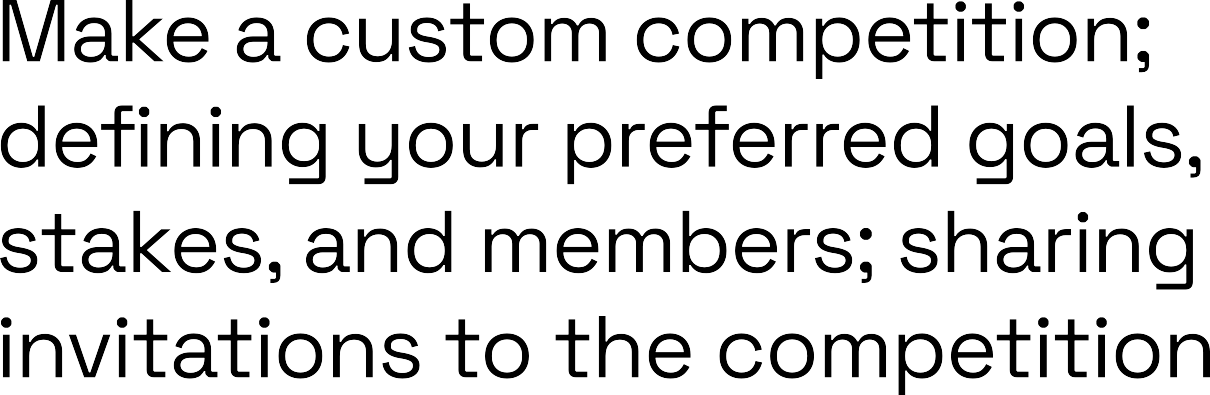 Make a custom competition;
defining your preferred goals,
stakes, and members; sharing
invitations to the competition